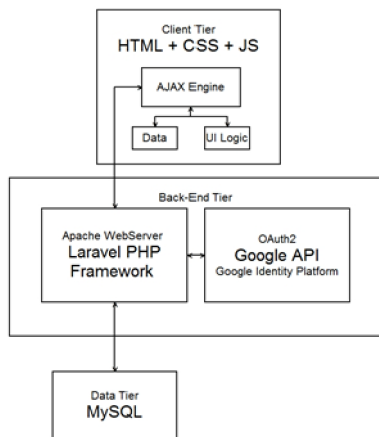 Client Tier
HTML + CSS + JS
AJAX Engine
Data
UI Logic
Back-End Tier
Apache WebServer
Laravel PHP
Framework
OAuth2
Google API
Google Identity Platform
Data Tier
MySQL